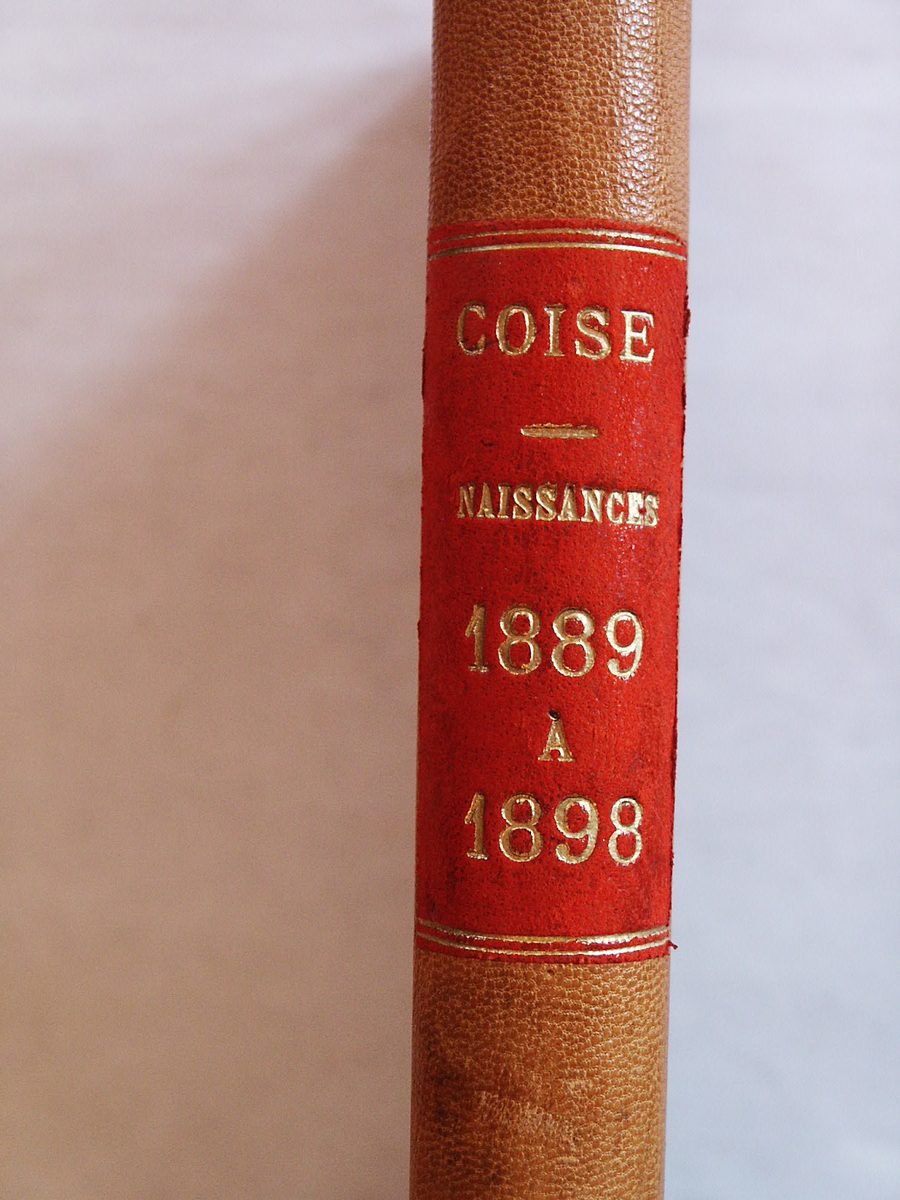 COISE
NAISSANCES
1889
À
1898